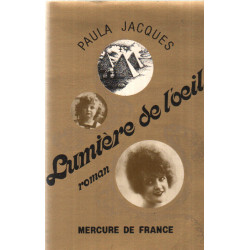 PAULA JACQUES
Lumière de l'oeil
roman
MERCURE DE FRANCE